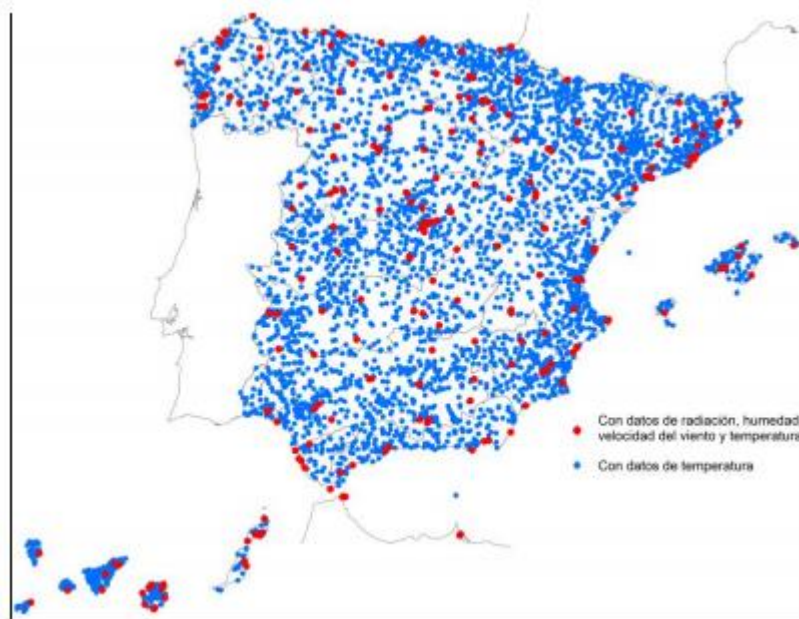 Con datos de radiación, humedad
velocidad del viento y temperatura
Con datos de temperatura